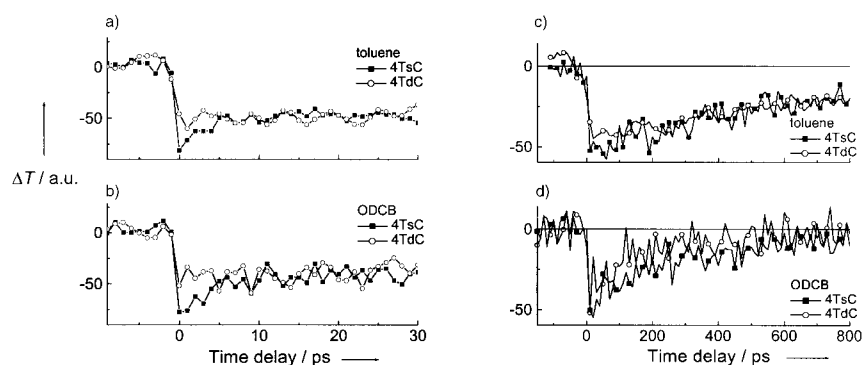 a)
toluene
4TsC
4TdC
0
-50
b)
ODCB
4TsC
4TdC
0
-50
0
10
20
30
Time delay / ps
ΔT / a.u.
c)
0
-50
toluene
4TsC
4TdC
d)
0
-50
ODCB
4TsC
4TdC
0
200
400
600
800
Time delay / ps